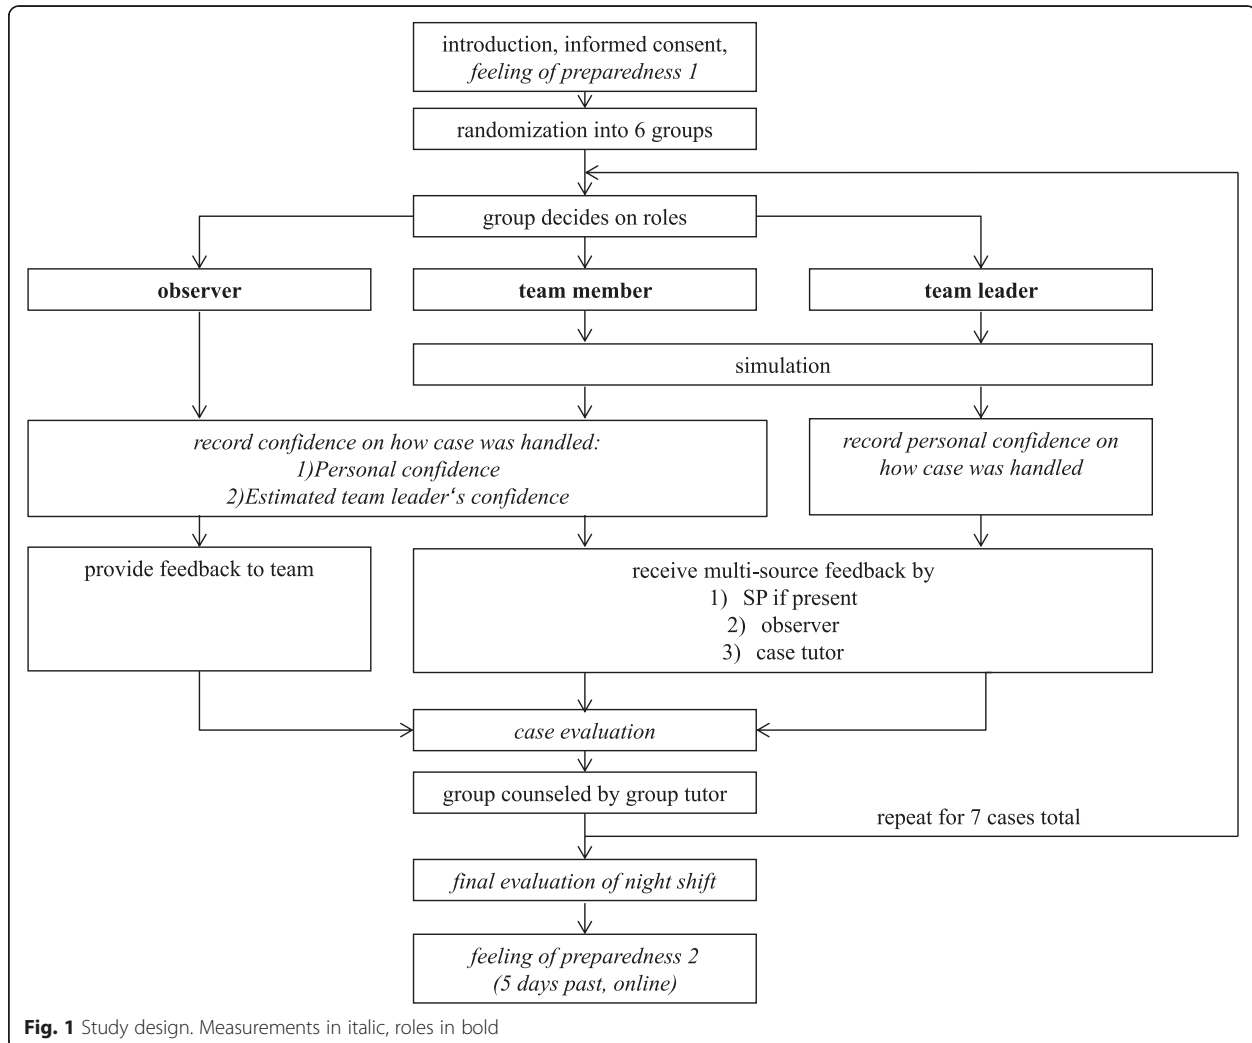 introduction, informed consent,
feeling of preparedness 1
randomization into 6 groups
group decides on roles
observer
team member
team leader
simulation
record confidence on how case was handled:
1)Personal confidence
2)Estimated team leader‘s confidence
record personal confidence on
how case was handled
provide feedback to team
receive multi-source feedback by
1) SP if present
2) observer
3) case tutor
case evaluation
group counseled by group tutor
repeat for 7 cases total
final evaluation of night shift
feeling of preparedness 2
(5 days past, online)
Fig. 1 Study design. Measurements in italic, roles in bold